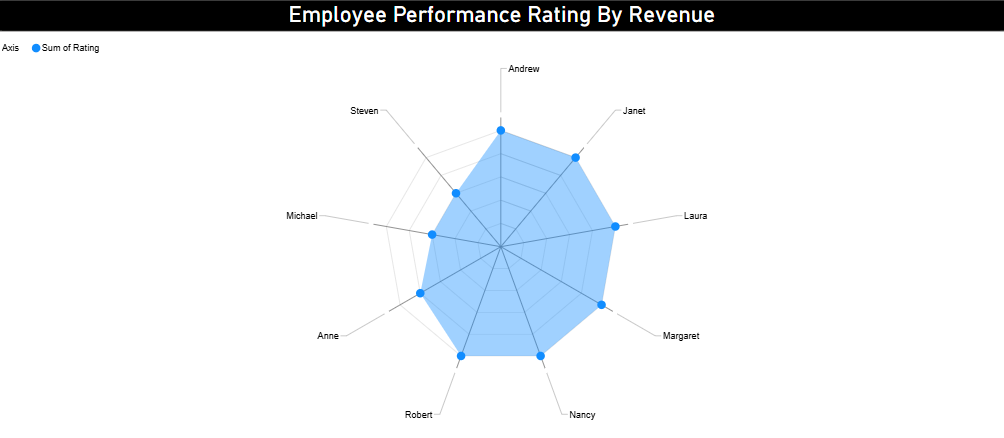 Employee Performance Rating By Revenue
Axis Sum of Rating
Andrew
Steven
Janet
Michael
Laura
Anne
Margaret
Robert
Nancy